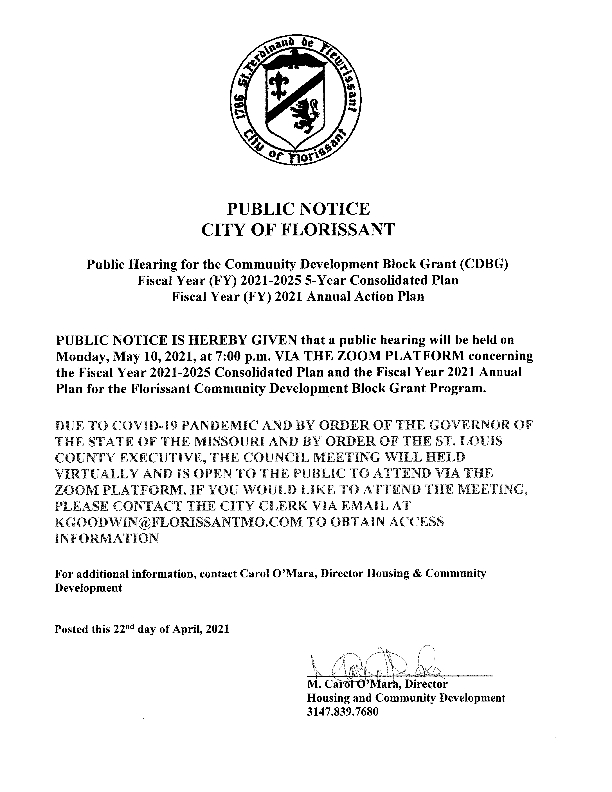 1786 St. Ferdinand de Fleurissant
City of Florissant
PUBLIC NOTICE
CITY OF FLORISSANT
Public Hearing for the Community Development Block Grant (CDBG)
Fiscal Year (FY) 2021-2025 5-Year Consolidated Plan
Fiscal Year (FY) 2021 Annual Action Plan
PUBLIC NOTICE IS HEREBY GIVEN that a public hearing will be held on
Monday, May 10, 2021, at 7:00 p.m. VIA THE ZOOM PLATFORM concerning
the Fiscal Year 2021-2025 Consolidated Plan and the Fiscal Year 2021 Annual
Plan for the Florissant Community Development Block Grant Program.
DUE TO COVID-19 PANDEMIC AND BY ORDER OF THE GOVERNOR OF
THE STATE OF THE MISSOURI AND BY ORDER OF THE ST. LOUIS
COUNTY EXECUTIVE, THE COUNCIL MEETING WILL HELD
VIRTUALLY AND IS OPEN TO THE PUBLIC TO ATTEND VIA THE
ZOOM PLATFORM. IF YOU WOULD LIKE TO ATTEND THE MEETING,
PLEASE CONTACT THE CITY CLERK VIA EMAIL AT
KGOODWIN@FLORISSANTMO.COM TO OBTAIN ACCESS
INFORMATION
For additional information, contact Carol O'Mara, Director Housing & Community
Development
Posted this 22nd day of April, 2021
M. Carol O'Mara, Director
Housing and Community Development
3147.839.7680